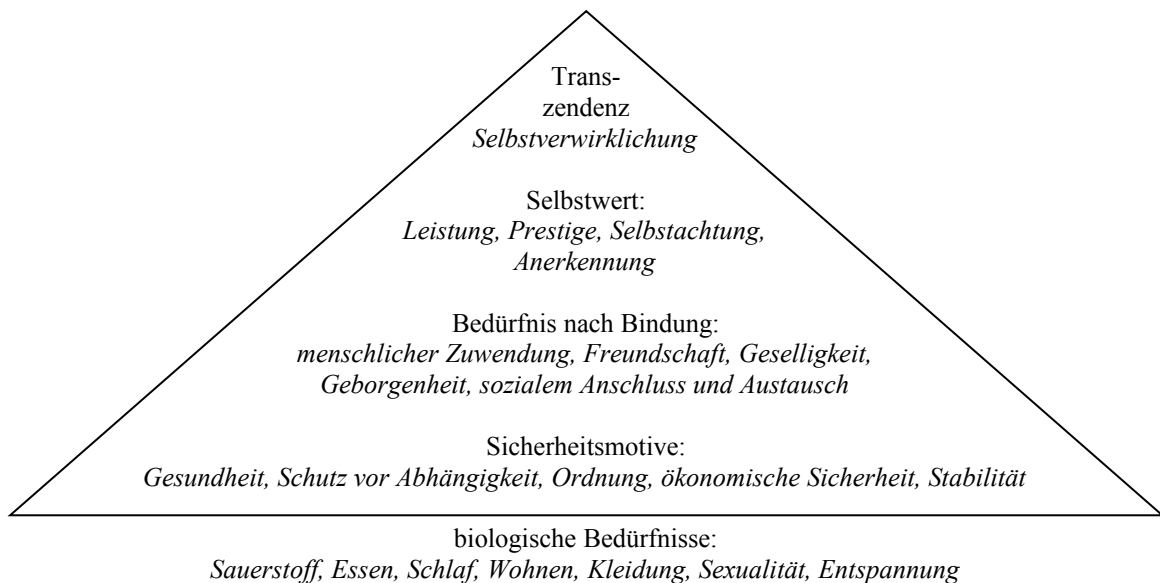 Trans-
zendenz
Selbstverwirklichung
Selbstwert:
Leistung, Prestige, Selbstachtung,
Anerkennung
Bedürfnis nach Bindung:
menschlicher Zuwendung, Freundschaft, Geselligkeit,
Geborgenheit, sozialem Anschluss und Austausch
Sicherheitsmotive:
Gesundheit, Schutz vor Abhängigkeit, Ordnung, ökonomische Sicherheit, Stabilität
biologische Bedürfnisse:
Sauerstoff, Essen, Schlaf, Wohnen, Kleidung, Sexualität, Entspannung